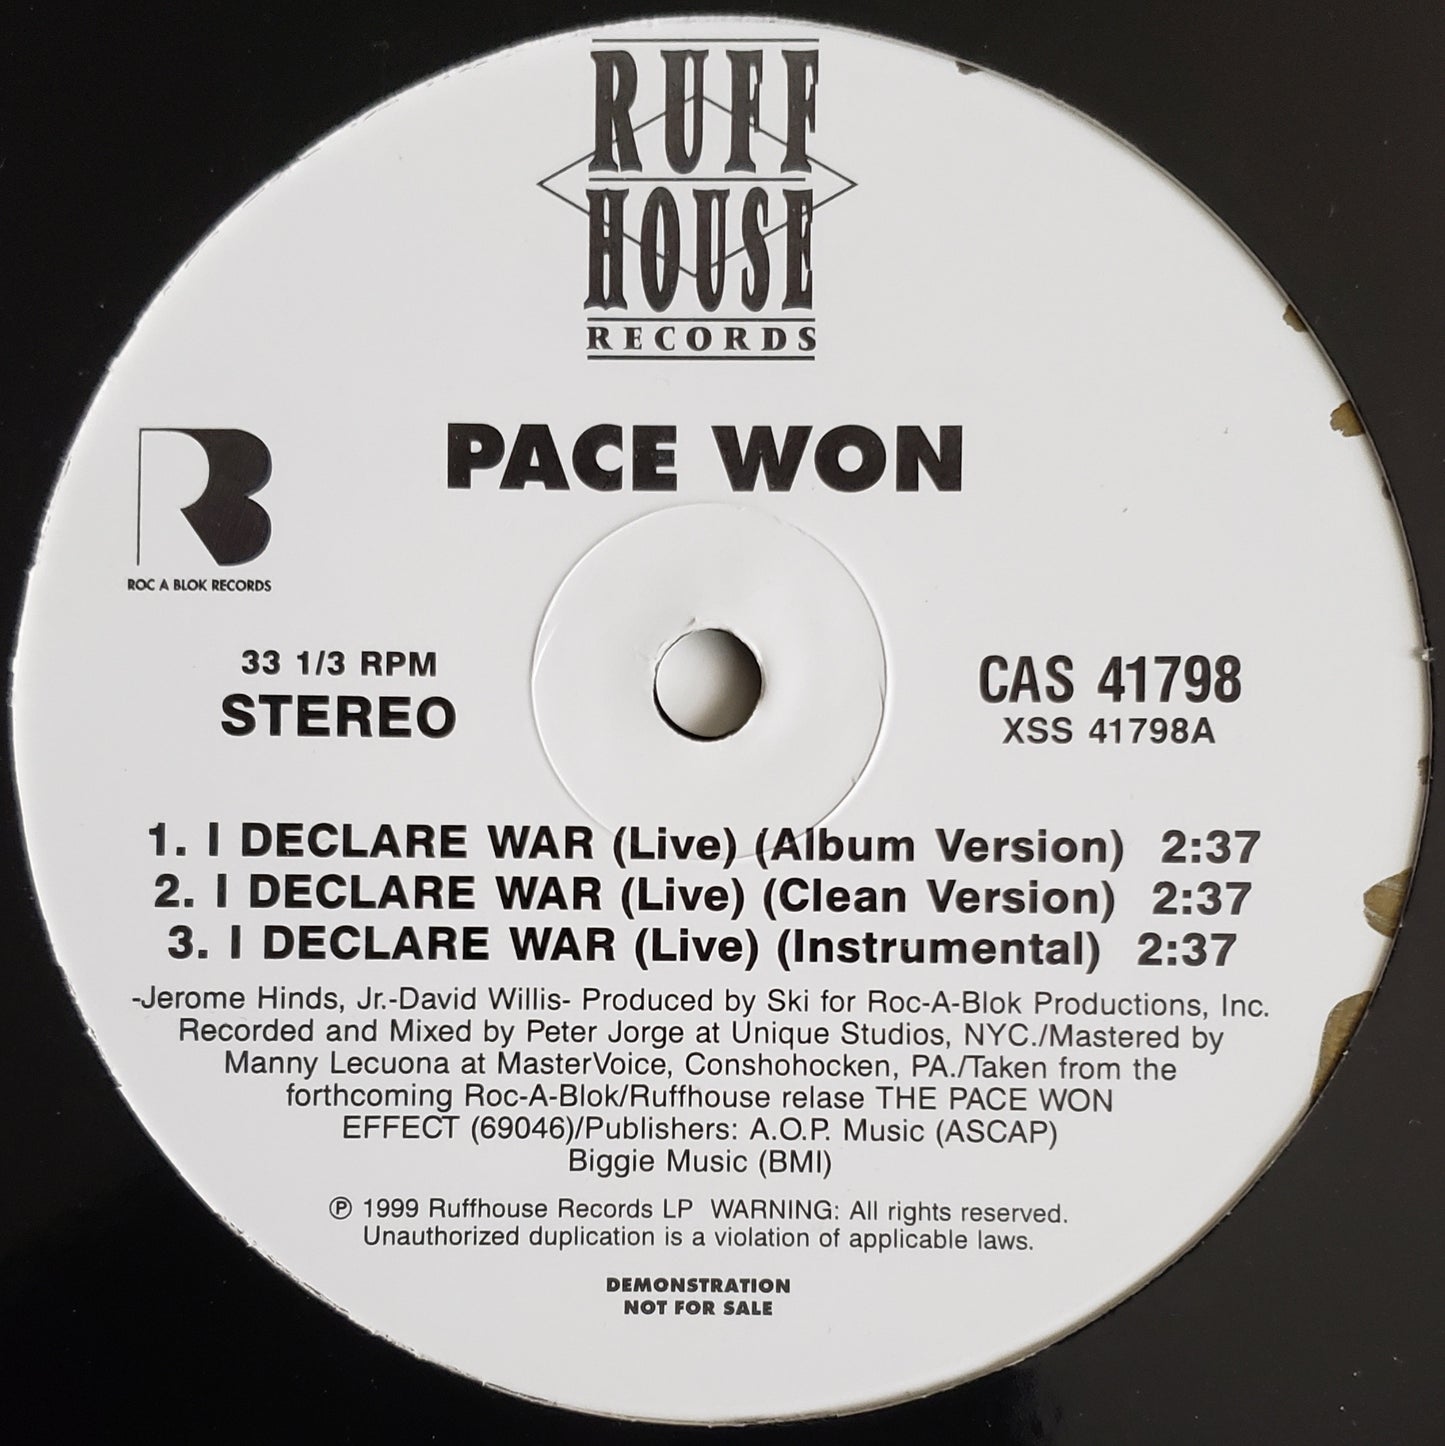 RUFF
HOUSE
RECORDS
PACE WON
RB
ROC A BLOK RECORDS
33 1/3 RPM
STEREO
CAS 41798
XSS 41798A
1. I DECLARE WAR (Live) (Album Version) 2:37
2. I DECLARE WAR (Live) (Clean Version) 2:37
3. I DECLARE WAR (Live) (Instrumental) 2:37
-Jerome Hinds, Jr.-David Willis- Produced by Ski for Roc-A-Blok Productions, Inc.
Recorded and Mixed by Peter Jorge at Unique Studios, NYC./Mastered by
Manny Lecuona at MasterVoice, Conshohocken, PA./Taken from the
forthcoming Roc-A-Blok/Ruffhouse relase THE PACE WON
EFFECT (69046)/Publishers: A.O.P. Music (ASCAP)
Biggie Music (BMI)
℗ 1999 Ruffhouse Records LP WARNING: All rights reserved.
Unauthorized duplication is a violation of applicable laws.
DEMONSTRATION
NOT FOR SALE